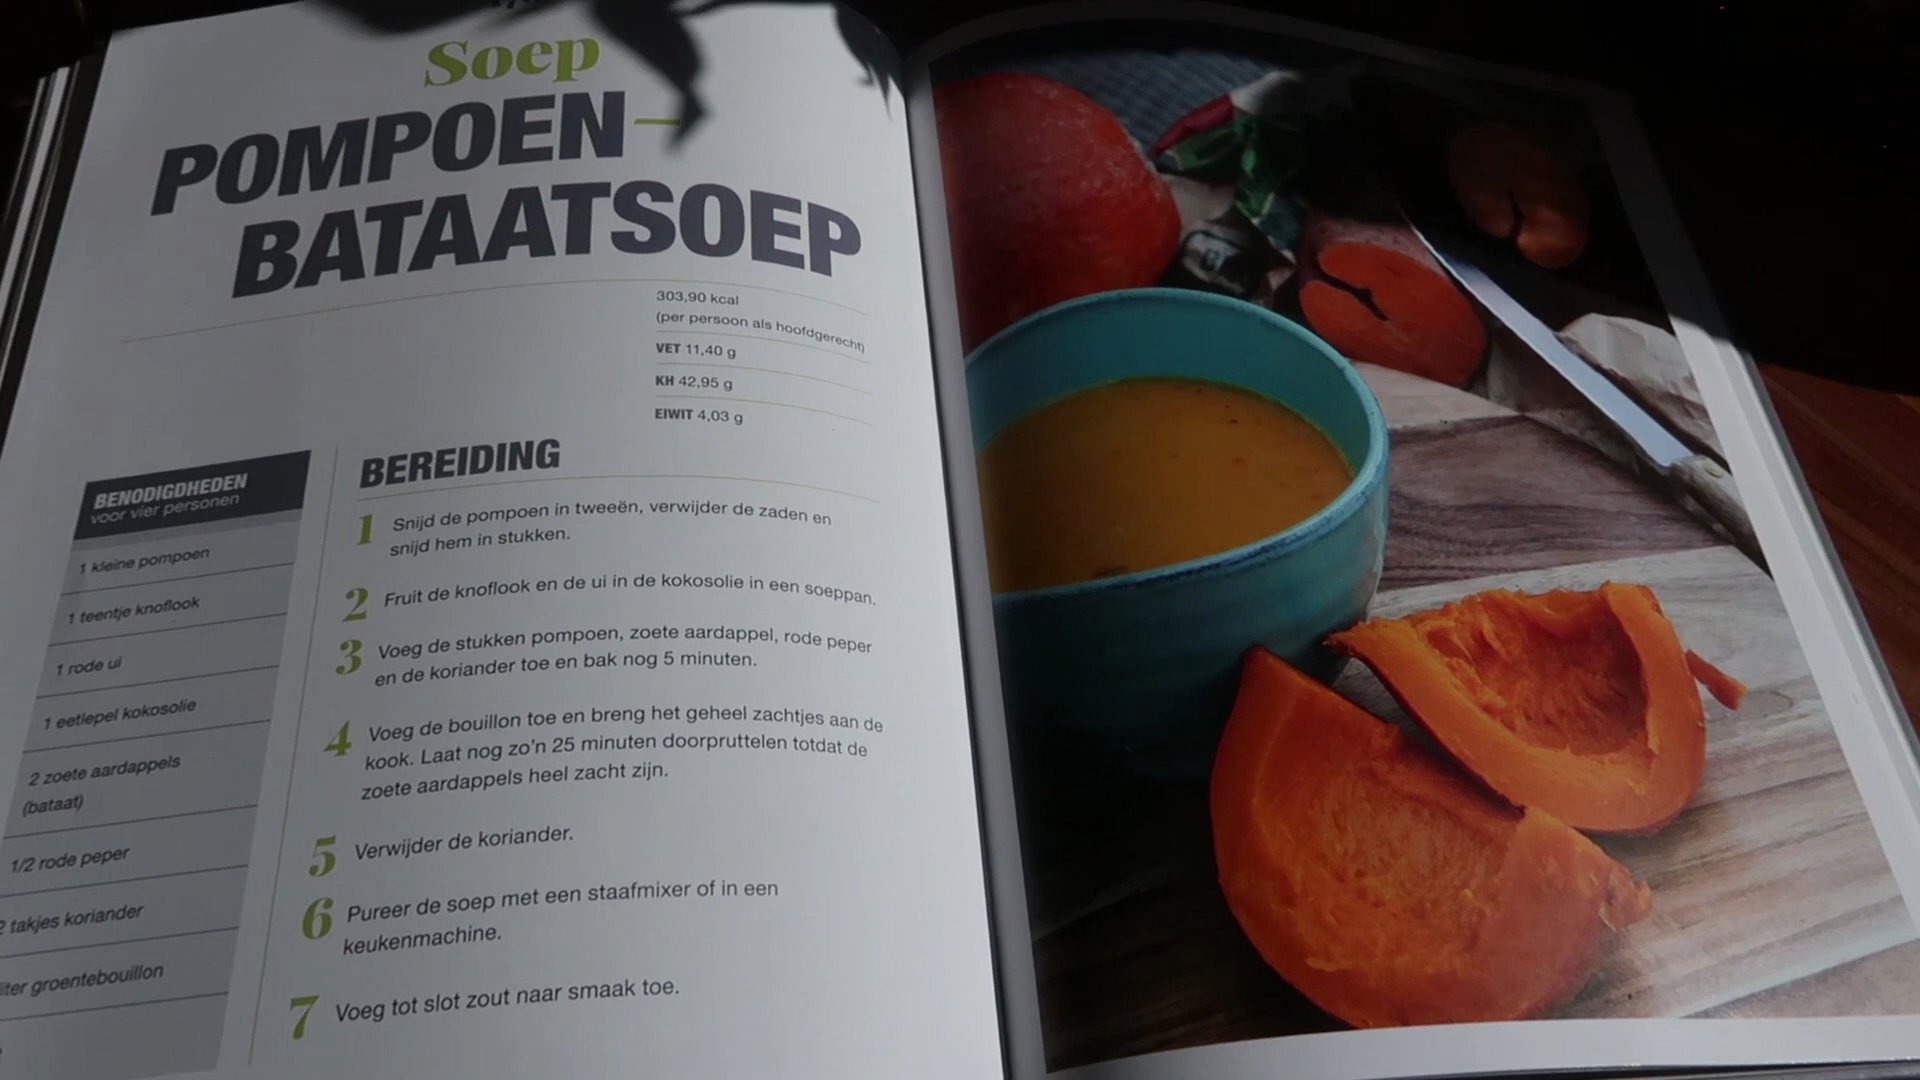 Soep
POMPOEN-
BATAATSOEP
303,90 kcal
(per persoon als hoofdgerecht)
VET 11,40 g
KH 42,95 g
EIWIT 4,03 g
BENODIGDHEDEN
voor vier personen
1 kleine pompoen
1 teentje knoflook
1 rode ui
1 eetlepel kokosolie
2 zoete aardappels
(bataat)
1/2 rode peper
2 takjes koriander
liter groentebouillon
BEREIDING
1 Snijd de pompoen in tweeën, verwijder de zaden en
snijd hem in stukken.
2 Fruit de knoflook en de ui in de kokosolie in een soeppan.
3 Voeg de stukken pompoen, zoete aardappel, rode peper
en de koriander toe en bak nog 5 minuten.
4 Voeg de bouillon toe en breng het geheel zachtjes aan de
kook. Laat nog zo'n 25 minuten doorpruttelen totdat de
zoete aardappels heel zacht zijn.
5 Verwijder de koriander.
6 Pureer de soep met een staafmixer of in een
keukenmachine.
7 Voeg tot slot zout naar smaak toe.